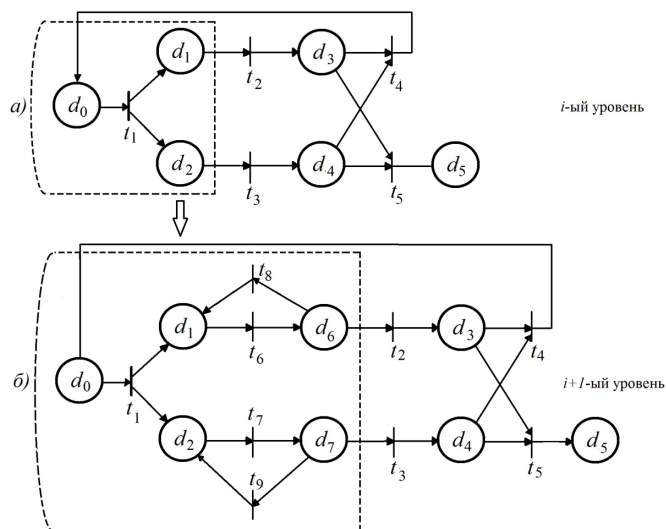 d1 d3
t2 t4
а) d0 i-ый уровень
t1
d2 d4 d5
t3 t5
t8
d1 d6 d3
t6 t2 t4
б) d0 i+1-ый уровень
t1
t7
d2 d7 d4 d5
t9 t3 t5